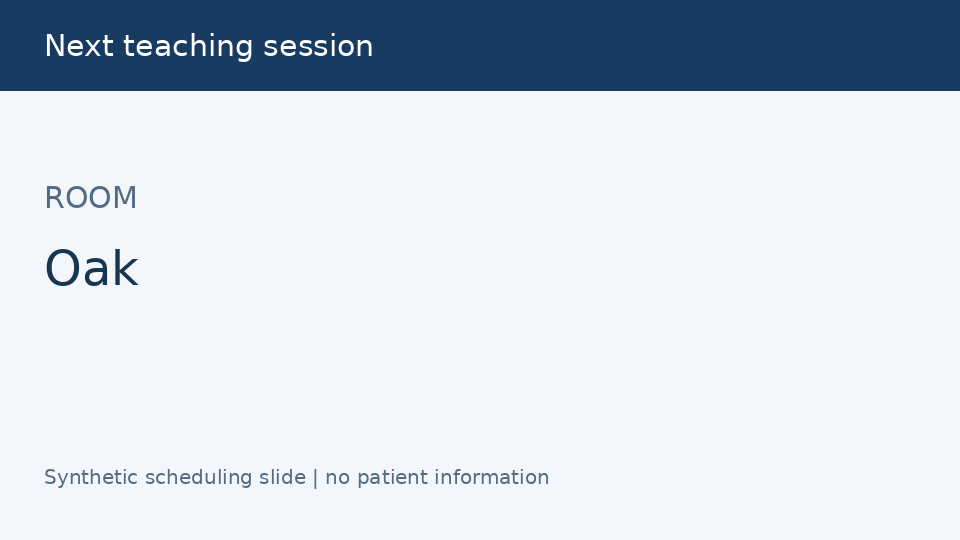 Next teaching session
ROOM
Oak
Synthetic scheduling slide | no patient information